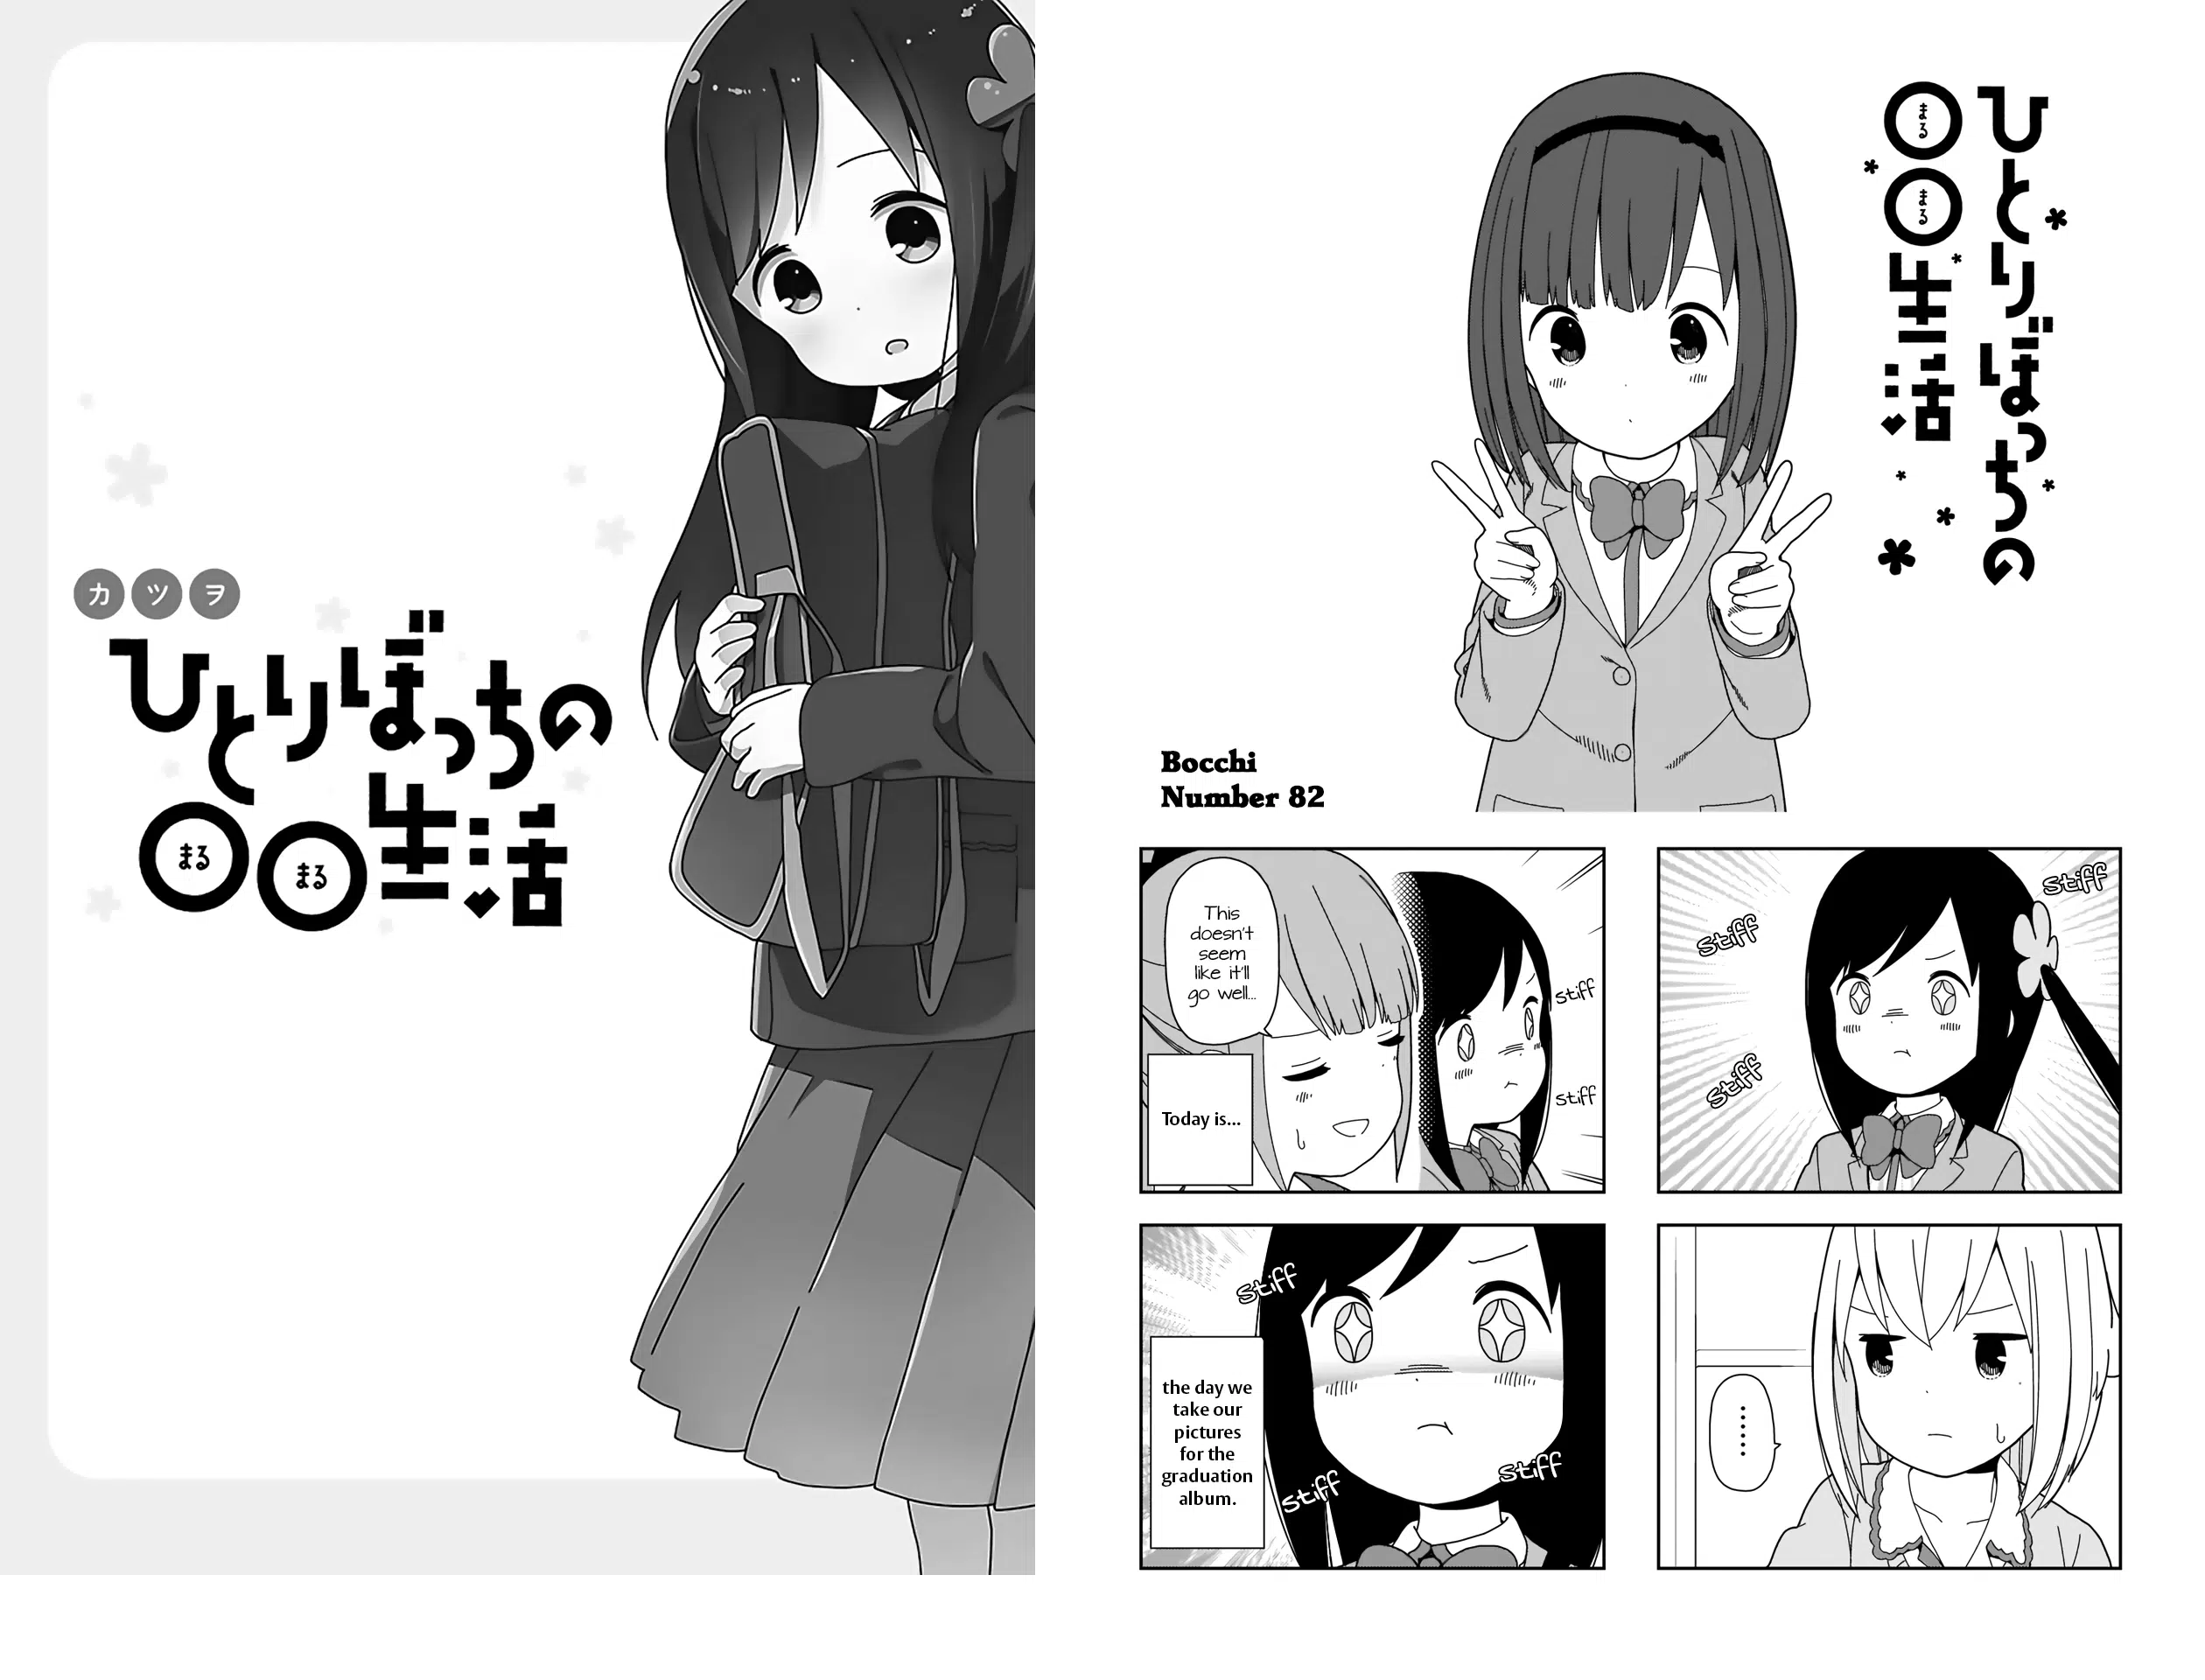 カツヲ
ひとりぼっちの
○○生活
まる まる
ひとりぼっちの
○○生活
まる まる
Bocchi
Number 82
stiff
stiff
stiff
........
This
doesn't
seem
like it'll
go well...
Today is...
stiff
stiff
stiff
the day we
take our
pictures
for the
graduation
album.
stiff
stiff